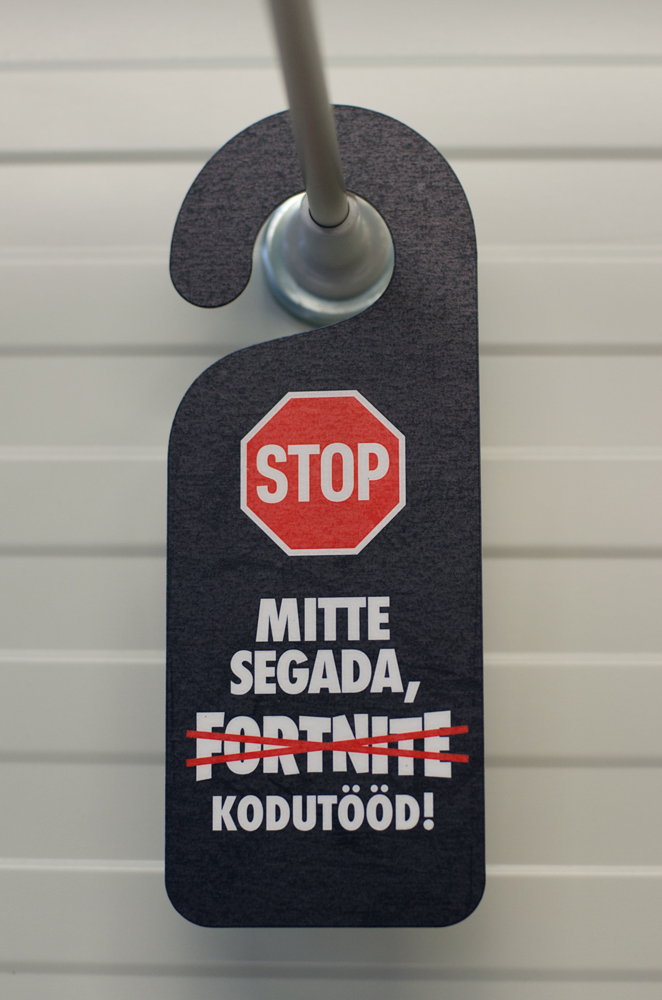 STOP
MITTE
SEGADA,
FORTNITE
KODUTÖÖD!